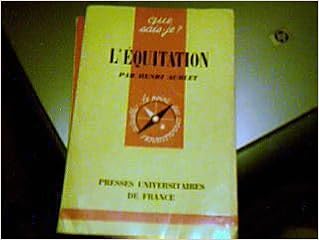 que
sais-je?
L'ÉQUITATION
PAR HENRI AUBLET
PRESSES UNIVERSITAIRES
DE FRANCE